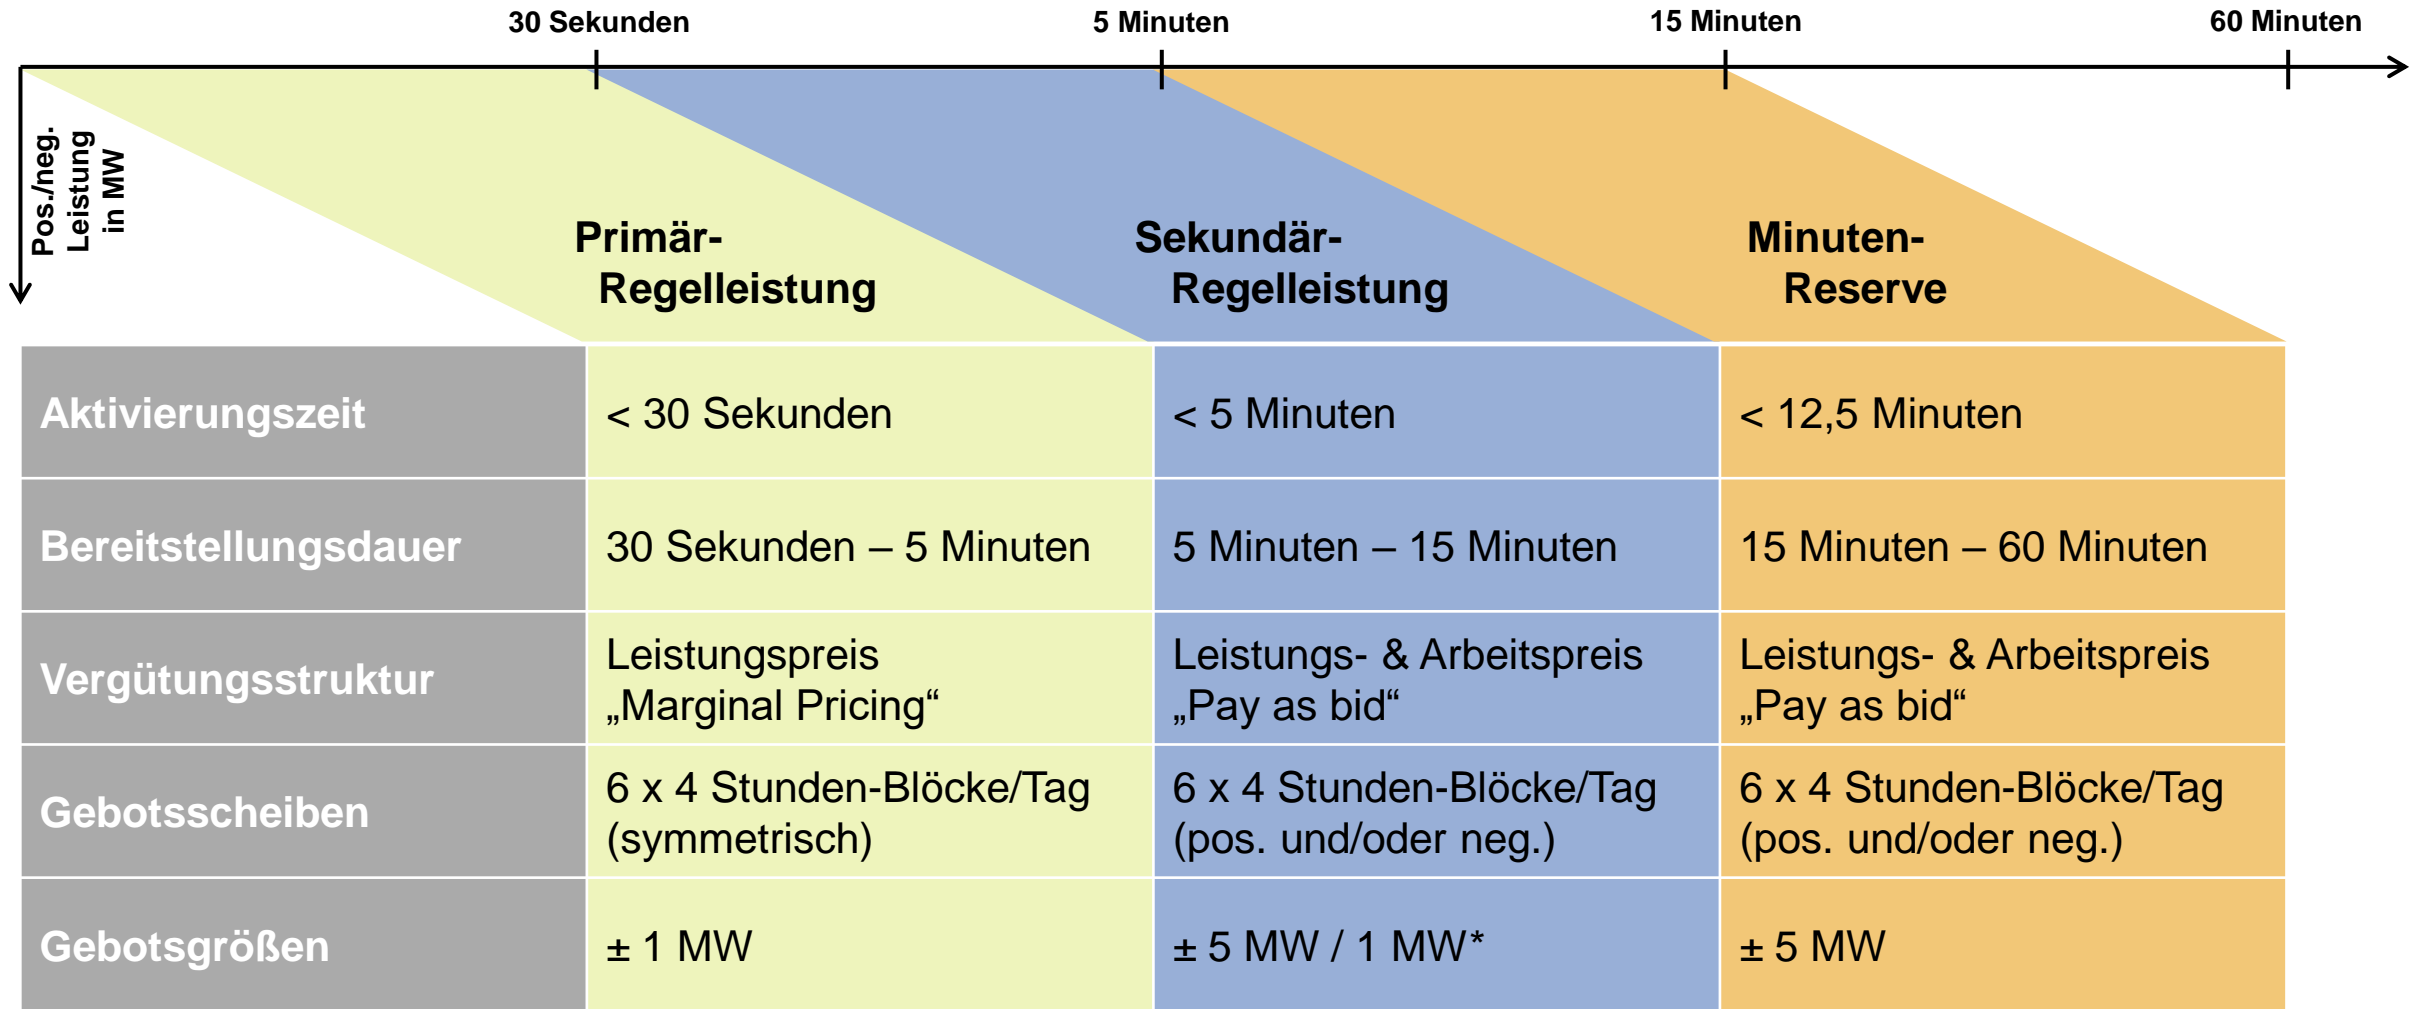 30 Sekunden
5 Minuten
15 Minuten
60 Minuten
Pos./neg.
Leistung
in MW
Primär-
Regelleistung
Sekundär-
Regelleistung
Minuten-
Reserve
Aktivierungszeit
< 30 Sekunden
< 5 Minuten
< 12,5 Minuten
Bereitstellungsdauer
30 Sekunden – 5 Minuten
5 Minuten – 15 Minuten
15 Minuten – 60 Minuten
Vergütungsstruktur
Leistungspreis
„Marginal Pricing“
Leistungs- & Arbeitspreis
„Pay as bid“
Leistungs- & Arbeitspreis
„Pay as bid“
Gebotsscheiben
6 x 4 Stunden-Blöcke/Tag
(symmetrisch)
6 x 4 Stunden-Blöcke/Tag
(pos. und/oder neg.)
6 x 4 Stunden-Blöcke/Tag
(pos. und/oder neg.)
Gebotsgrößen
± 1 MW
± 5 MW / 1 MW*
± 5 MW